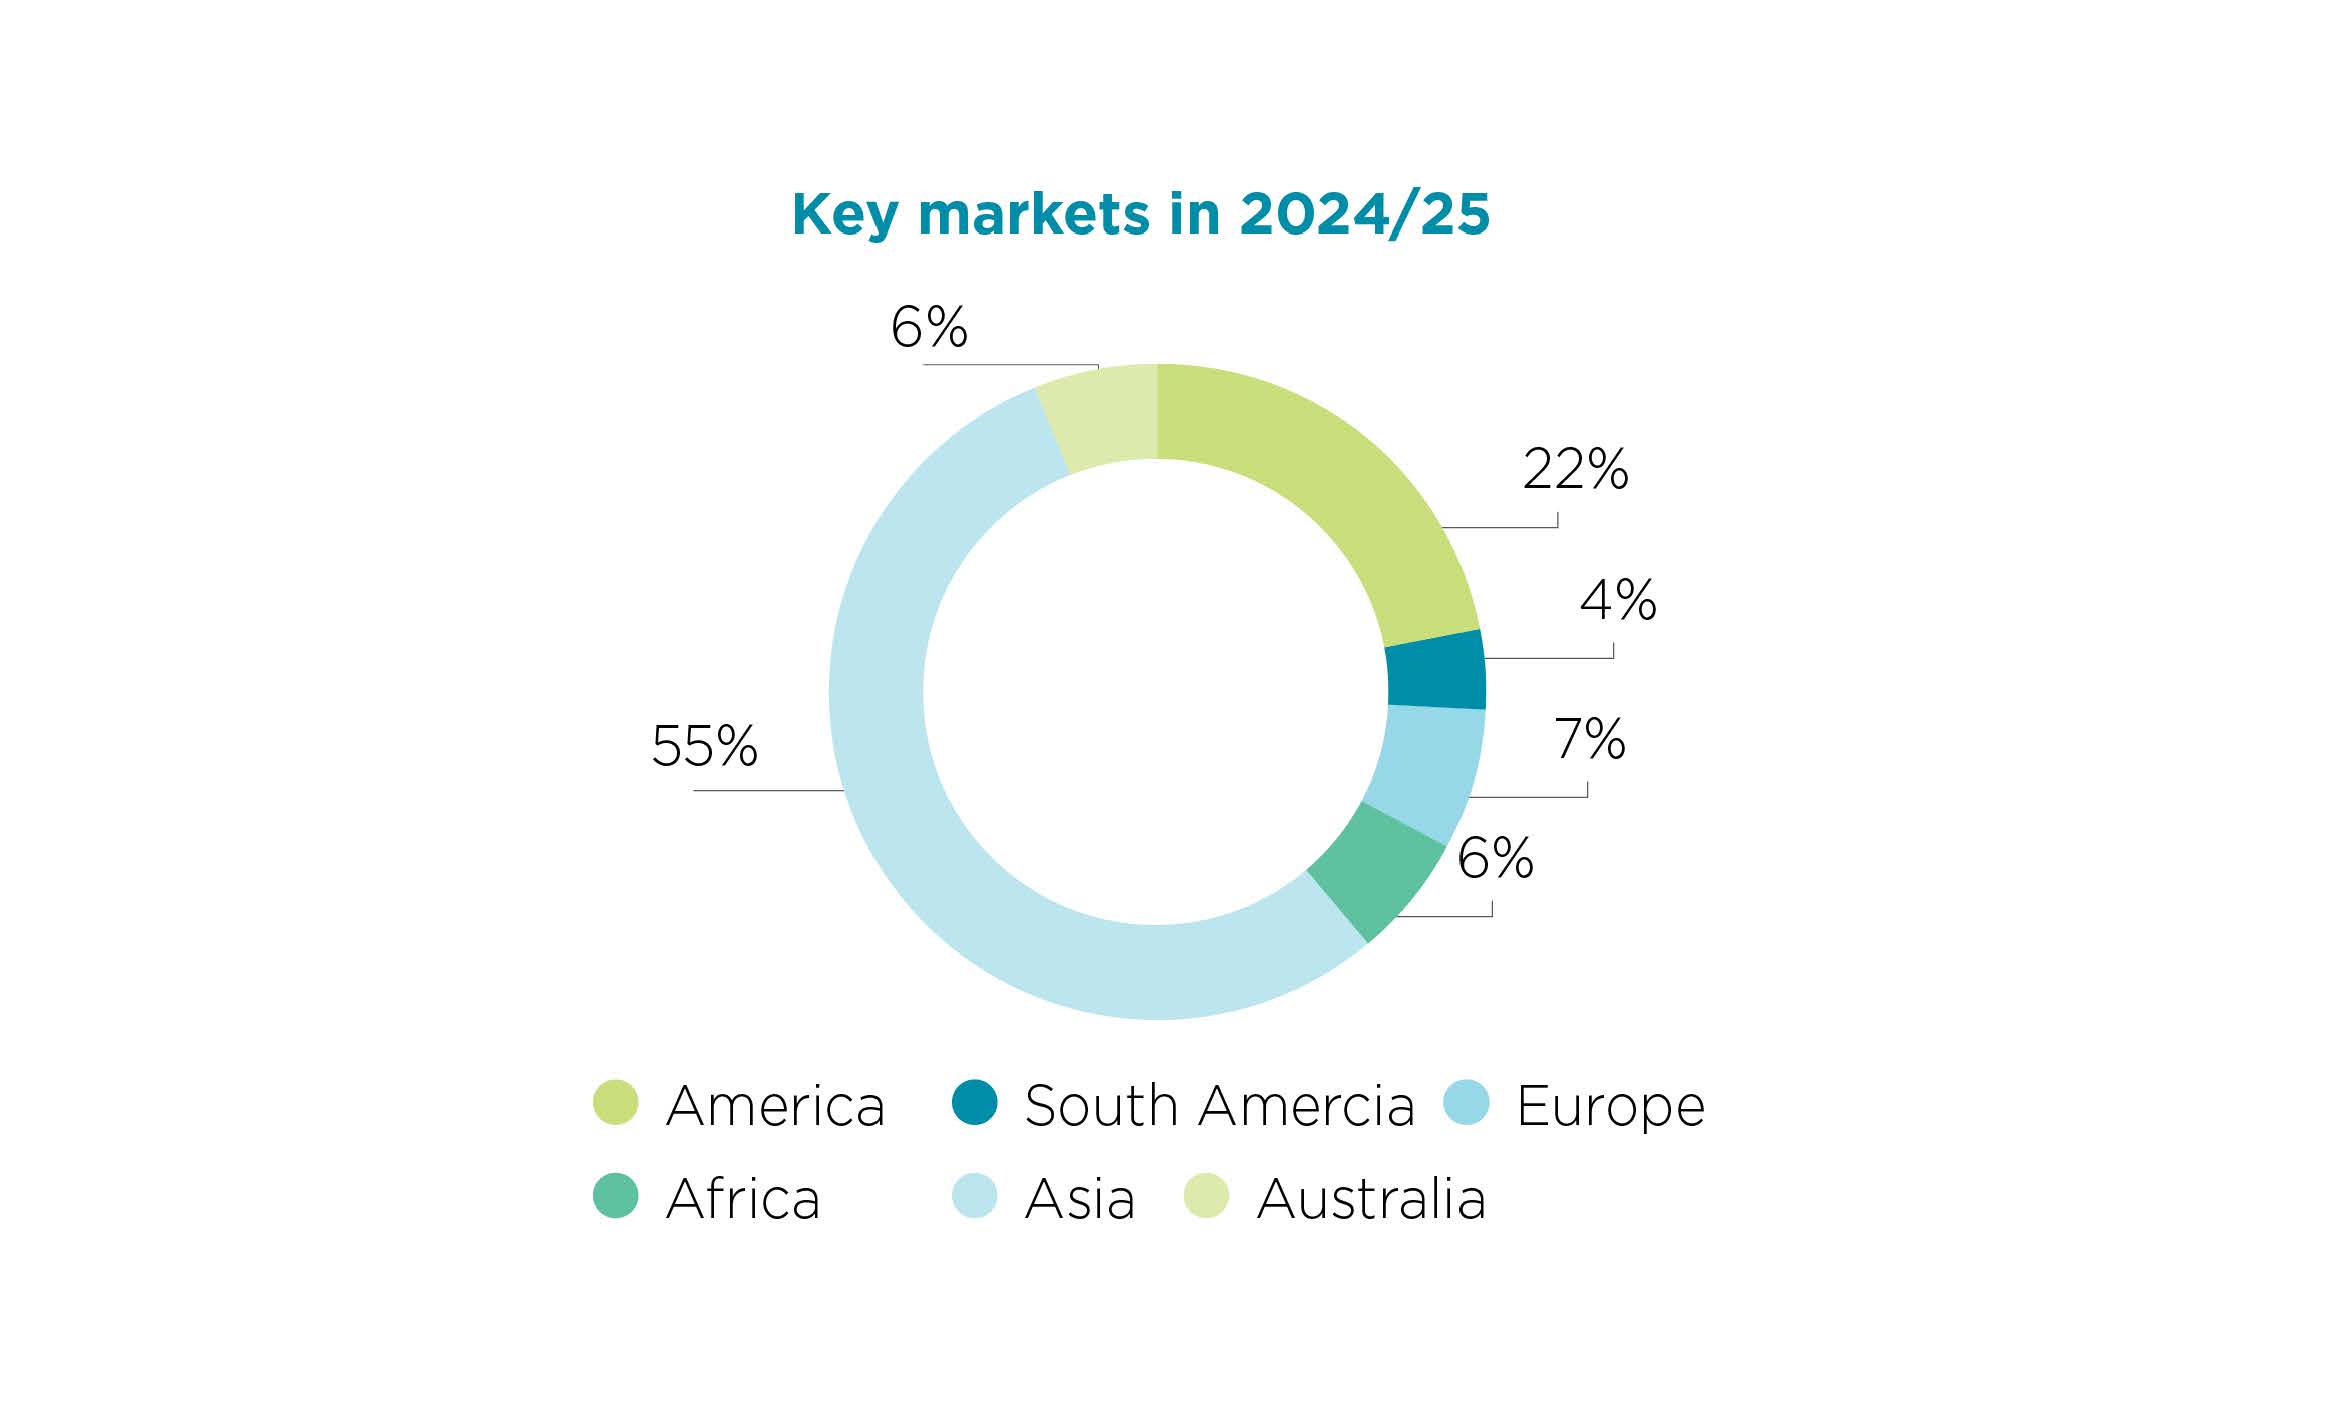 Key markets in 2024/25
6%
22%
4%
55%
7%
6%
America South Amercia Europe
Africa Asia Australia